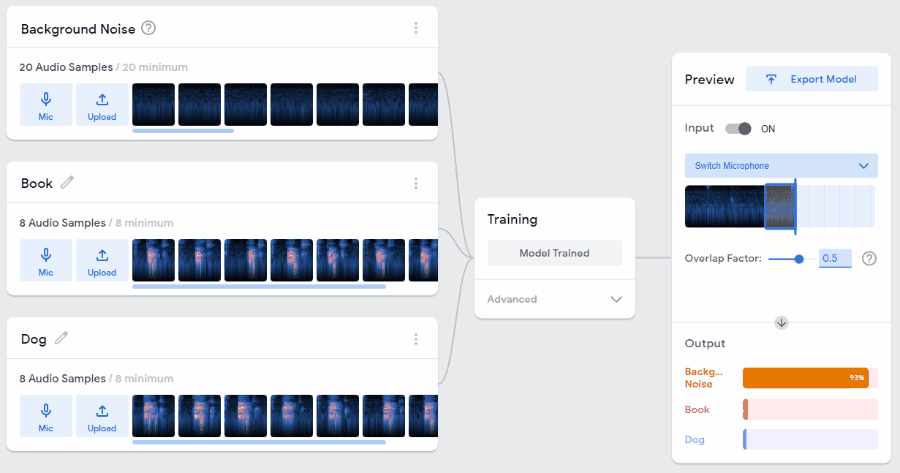 Background Noise
20 Audio Samples / 20 minimum
Mic
Upload
Book
8 Audio Samples / 8 minimum
Mic
Upload
Dog
8 Audio Samples / 8 minimum
Mic
Upload
Training
Model Trained
Advanced
Preview
Export Model
Input
ON
Switch Microphone
Overlap Factor:
0.5
Output
Backg...
Noise
93%
Book
Dog